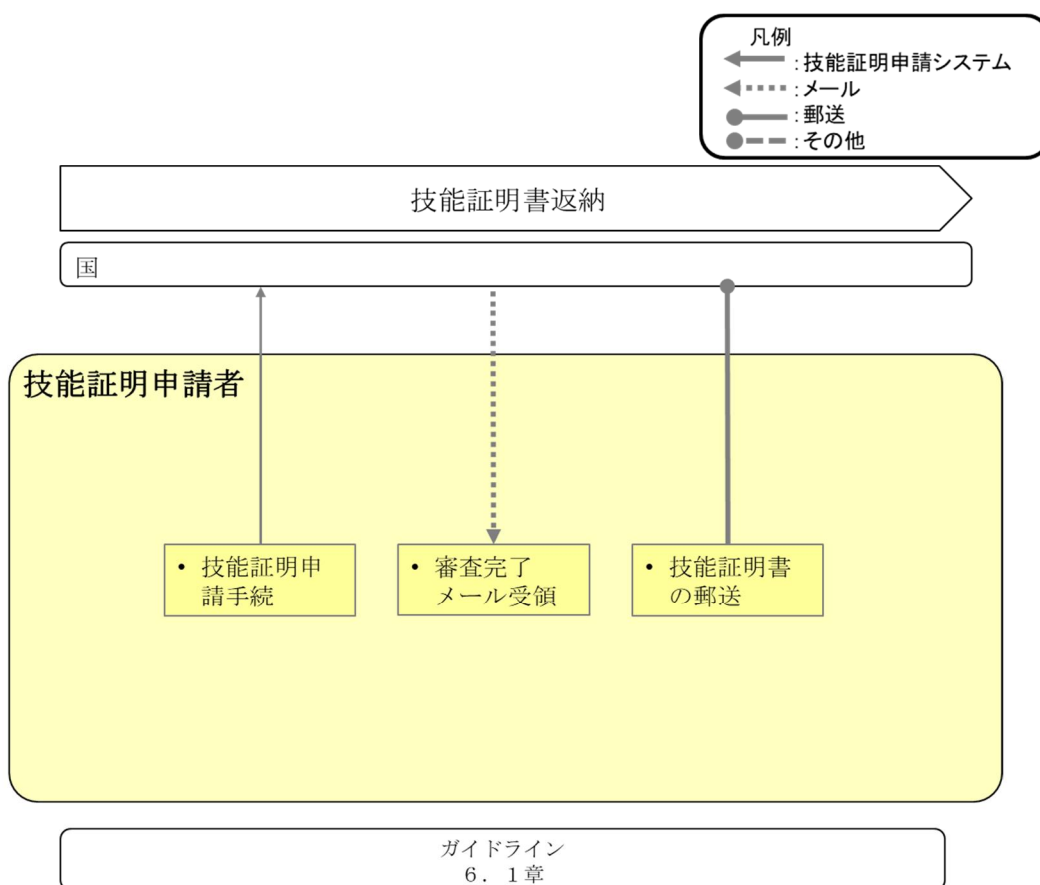 凡例
:技能証明申請システム
:メール
:郵送
:その他
技能証明書返納
国
技能証明申請者
• 技能証明申
請手続
• 審査完了
メール受領
• 技能証明書
の郵送
ガイドライン
6．1章